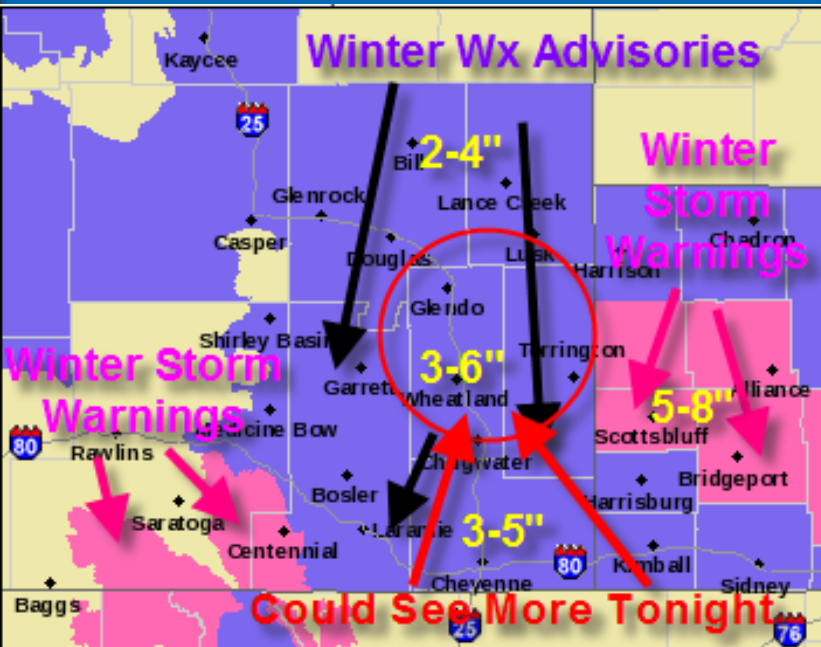 Winter Wx Advisories
Kaycee
25
2-4"
Bill
Winter
Storm
Warnings
Glenrock
Lance Creek
Casper
Chadron
Douglas
Lusk
Harrison
Glendo
Shirley Basin
Winter Storm
Warnings
3-6"
Torrington
Garrett
Wheatland
Alliance
5-8"
Medicine Bow
Scottsbluff
80
Rawlins
Chugwater
Bridgeport
Bosler
Harrisburg
Saratoga
Laramie
3-5"
Centennial
80
Kimball
Cheyenne
Sidney
Baggs
Could See More Tonight
25
76